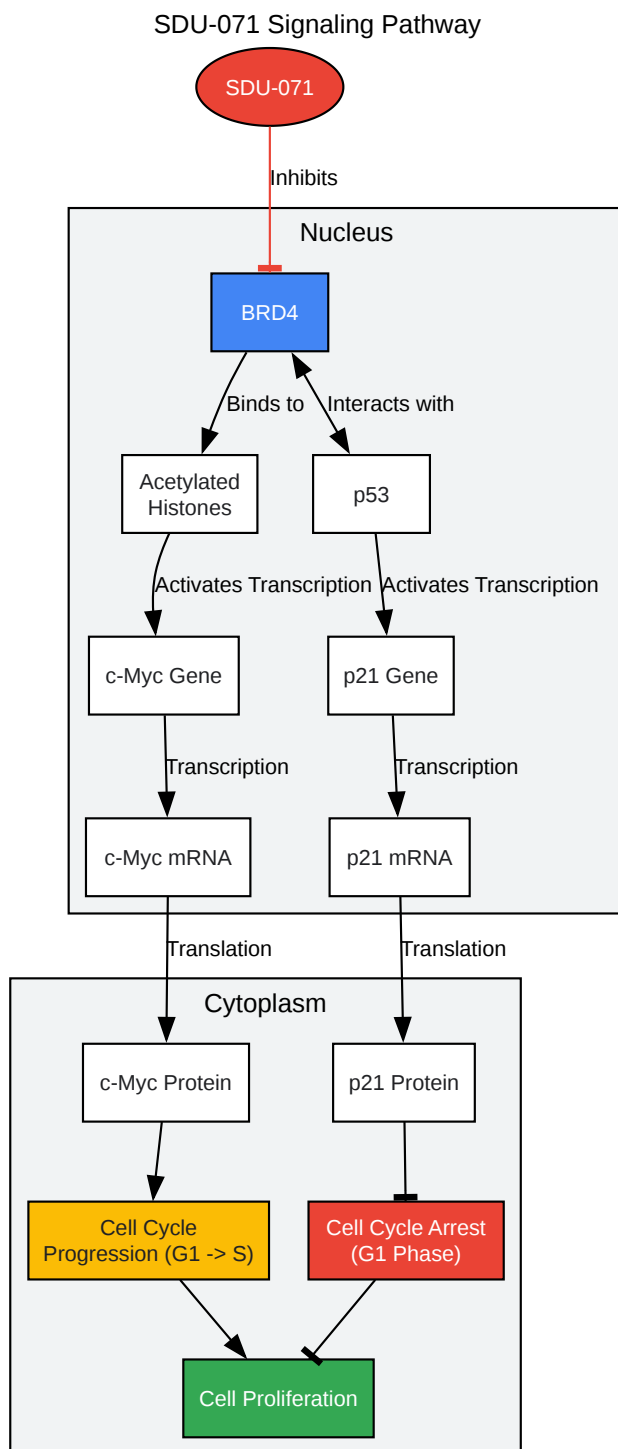 SDU-071 Signaling Pathway
SDU-071
Inhibits
Nucleus
BRD4
Binds to
Interacts with
Acetylated
Histones
p53
Activates Transcription
Activates Transcription
c-Myc Gene
p21 Gene
Transcription
Transcription
c-Myc mRNA
p21 mRNA
Translation
Translation
Cytoplasm
c-Myc Protein
p21 Protein
Cell Cycle
Progression (G1 -> S)
Cell Cycle Arrest
(G1 Phase)
Cell Proliferation